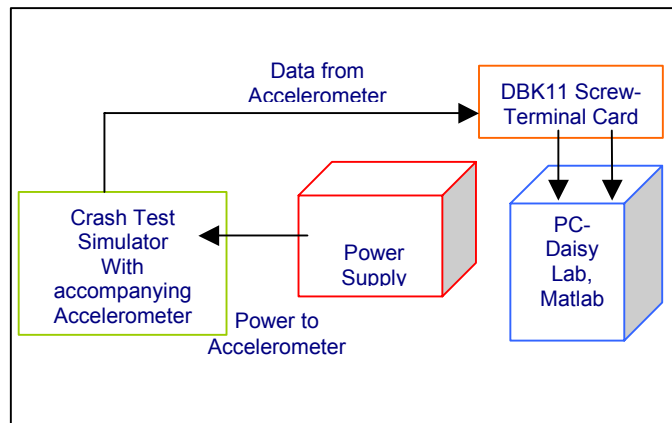 Data from
Accelerometer
DBK11 Screw-
Terminal Card
Crash Test
Simulator
With
accompanying
Accelerometer
Power
Supply
PC-
Daisy
Lab,
Matlab
Power to
Accelerometer